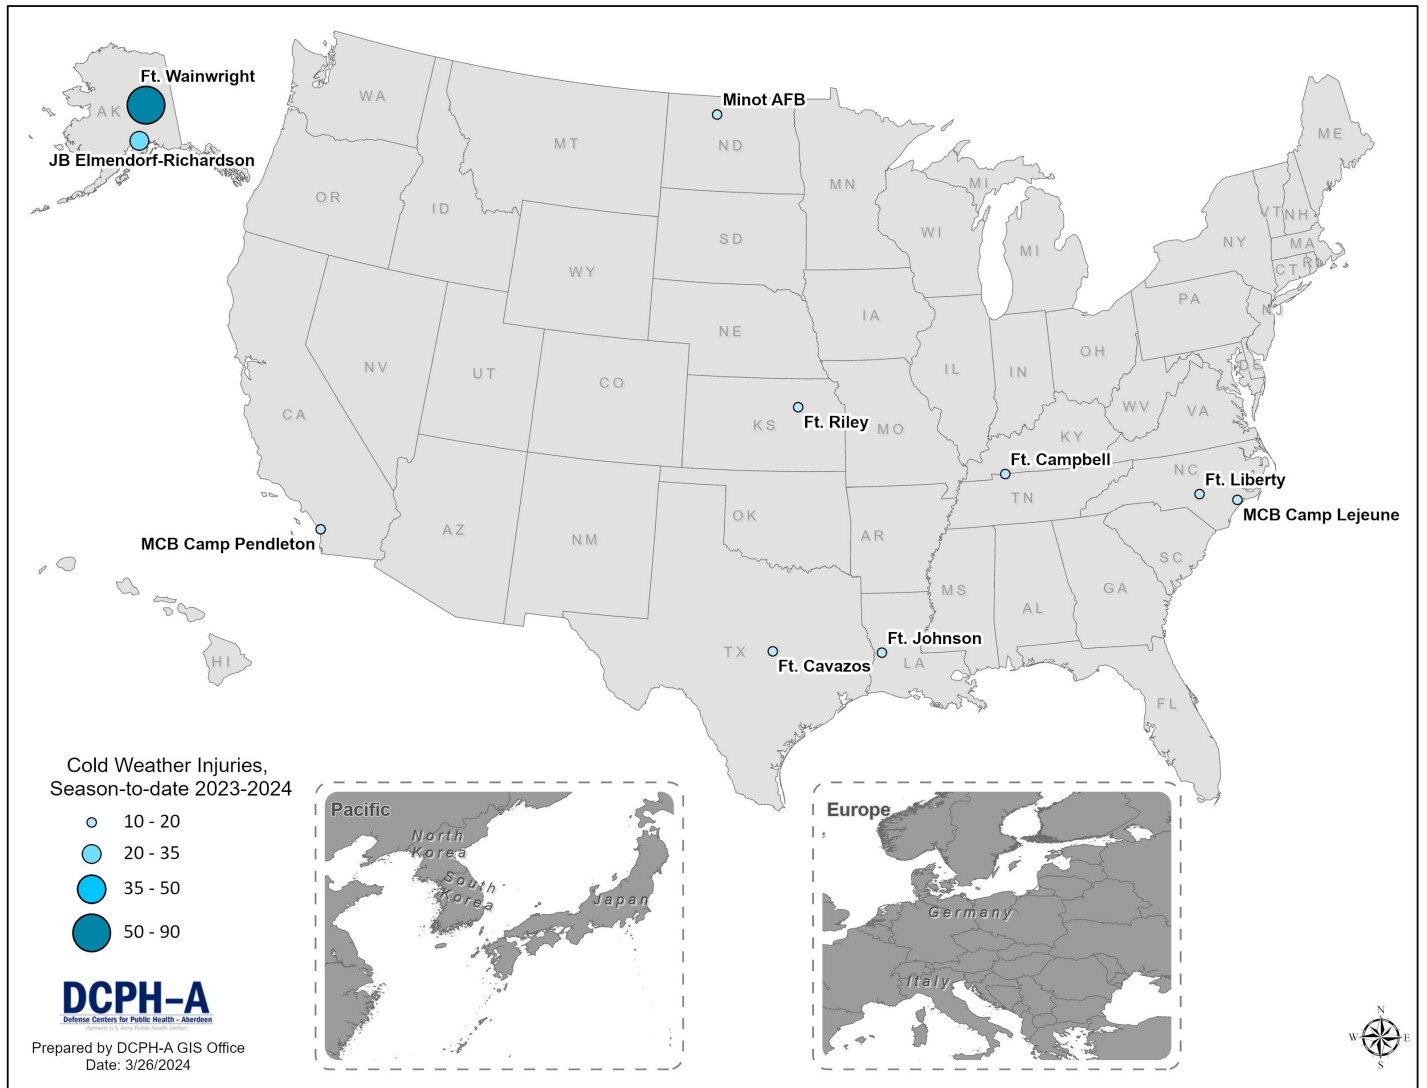 Ft. Wainwright
AK
JB Elmendorf-Richardson
WA
MT
Minot AFB
ND
MN
MI
ME
OR
ID
SD
WI
MI
VT
NH
NY
MA
CT
RI
WY
NE
IA
PA
NJ
NV
UT
CO
IL
IN
OH
DE
CA
KS
Ft. Riley
MO
WV
VA
KY
Ft. Campbell
TN
NC
Ft. Liberty
MCB Camp Lejeune
MCB Camp Pendleton
AZ
NM
OK
AR
SC
MS
AL
GA
HI
TX
Ft. Cavazos
Ft. Johnson
LA
FL
Cold Weather Injuries,
Season-to-date 2023-2024
10 - 20
20 - 35
35 - 50
50 - 90
DCPH–A
Defense Centers for Public Health – Aberdeen
(formerly U.S. Army Public Health Center)
Prepared by DCPH-A GIS Office
Date: 3/26/2024
Pacific
North
Korea
South
Korea
Japan
Europe
Germany
Italy
N
W
E
S